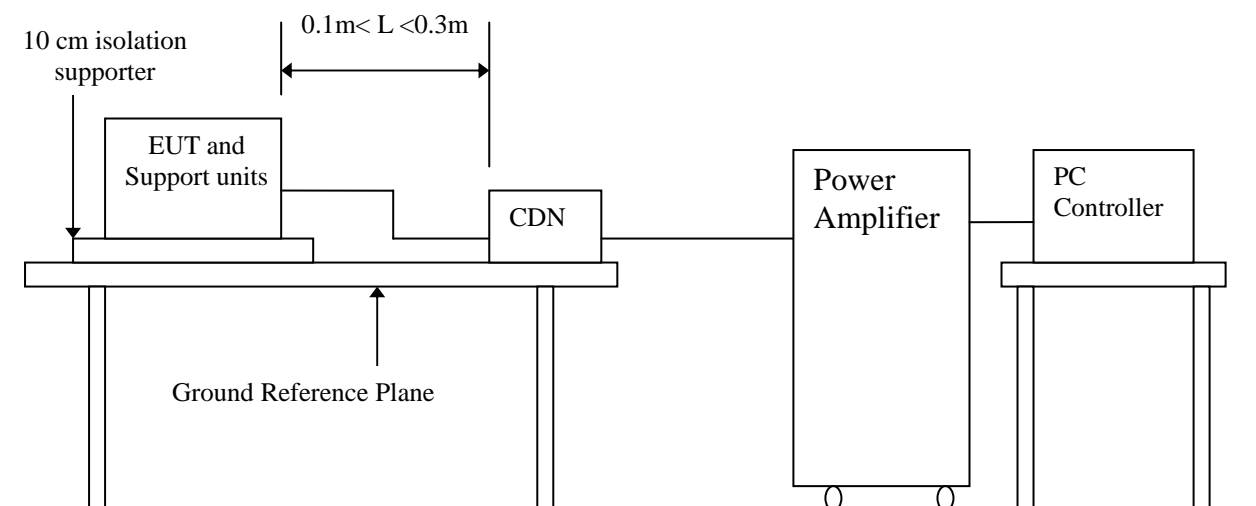 0.1m< L <0.3m
10 cm isolation
supporter
EUT and
Support units
CDN
Power
Amplifier
PC
Controller
Ground Reference Plane